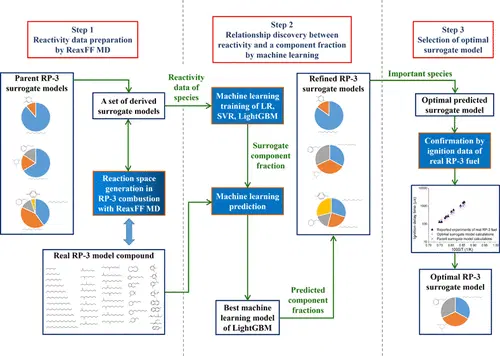 Step 1
Reactivity data preparation
by ReaxFF MD
Step 2
Relationship discovery between
reactivity and a component fraction
by machine learning
Step 3
Selection of optimal
surrogate model
Parent RP-3
surrogate models
A set of derived
surrogate models
Reaction space
generation in
RP-3 combustion
with ReaxFF MD
Real RP-3 model compound
Reactivity
data of
species
Machine learning
training of LR,
SVR, LightGBM
Surrogate
component
fraction
Machine learning
prediction
Best machine
learning model
of LightGBM
Predicted
component
fractions
Refined RP-3
surrogate models
Important species
Optimal predicted
surrogate model
Confirmation by
ignition data of
real RP-3 fuel
Reported experiments of real RP-3 fuel
Optimal surrogate model calculations
Parent surrogate model calculations
1000/T (1/K)
Optimal RP-3
surrogate model